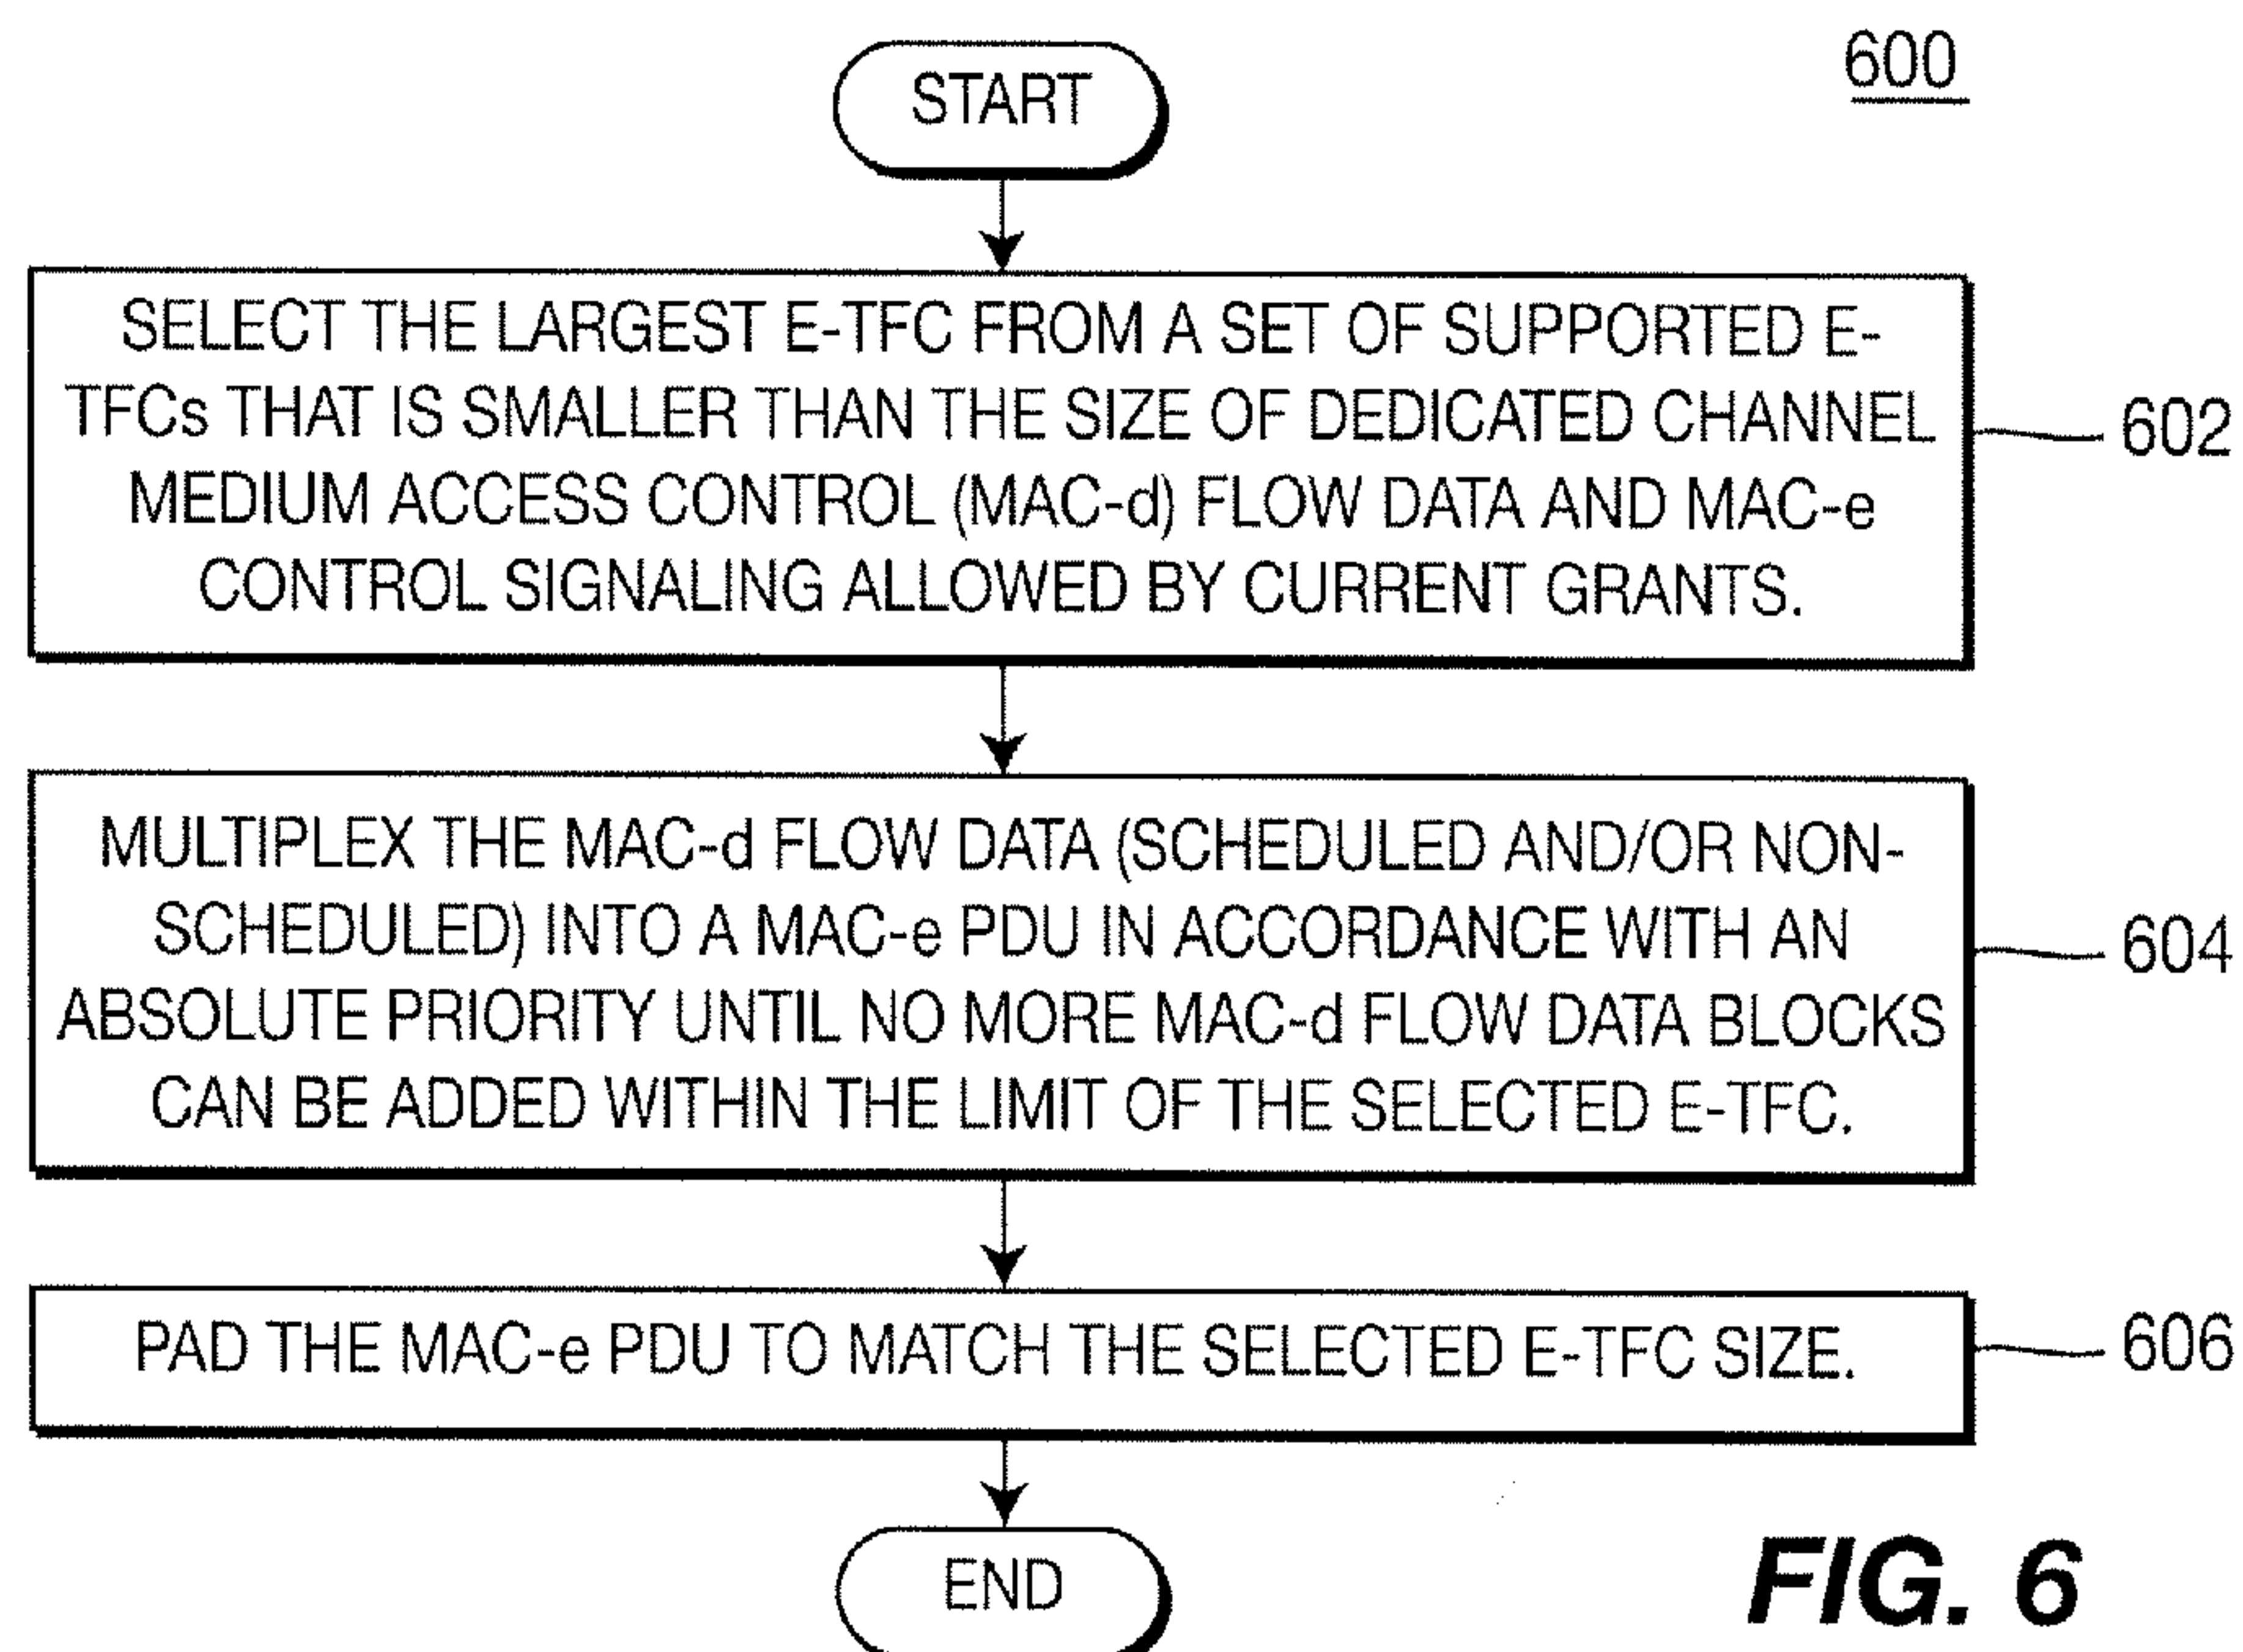 600
START
SELECT THE LARGEST E-TFC FROM A SET OF SUPPORTED E-
TFCs THAT IS SMALLER THAN THE SIZE OF DEDICATED CHANNEL
MEDIUM ACCESS CONTROL (MAC-d) FLOW DATA AND MAC-e
CONTROL SIGNALING ALLOWED BY CURRENT GRANTS.
602
MULTIPLEX THE MAC-d FLOW DATA (SCHEDULED AND/OR NON-
SCHEDULED) INTO A MAC-e PDU IN ACCORDANCE WITH AN
ABSOLUTE PRIORITY UNTIL NO MORE MAC-d FLOW DATA BLOCKS
CAN BE ADDED WITHIN THE LIMIT OF THE SELECTED E-TFC.
604
PAD THE MAC-e PDU TO MATCH THE SELECTED E-TFC SIZE.
606
END
FIG. 6